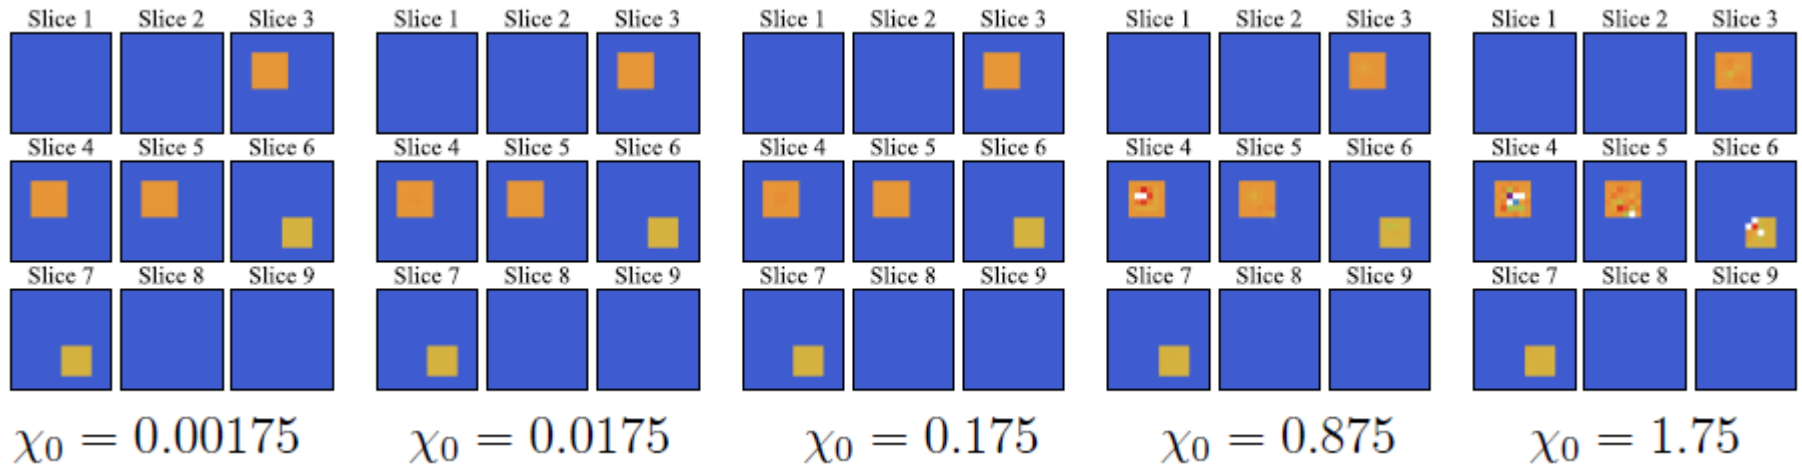 Slice 1 Slice 2 Slice 3 Slice 1 Slice 2 Slice 3 Slice 1 Slice 2 Slice 3 Slice 1 Slice 2 Slice 3 Slice 1 Slice 2 Slice 3
Slice 4 Slice 5 Slice 6 Slice 4 Slice 5 Slice 6 Slice 4 Slice 5 Slice 6 Slice 4 Slice 5 Slice 6 Slice 4 Slice 5 Slice 6
Slice 7 Slice 8 Slice 9 Slice 7 Slice 8 Slice 9 Slice 7 Slice 8 Slice 9 Slice 7 Slice 8 Slice 9 Slice 7 Slice 8 Slice 9
χ₀ = 0.00175 χ₀ = 0.0175 χ₀ = 0.175 χ₀ = 0.875 χ₀ = 1.75